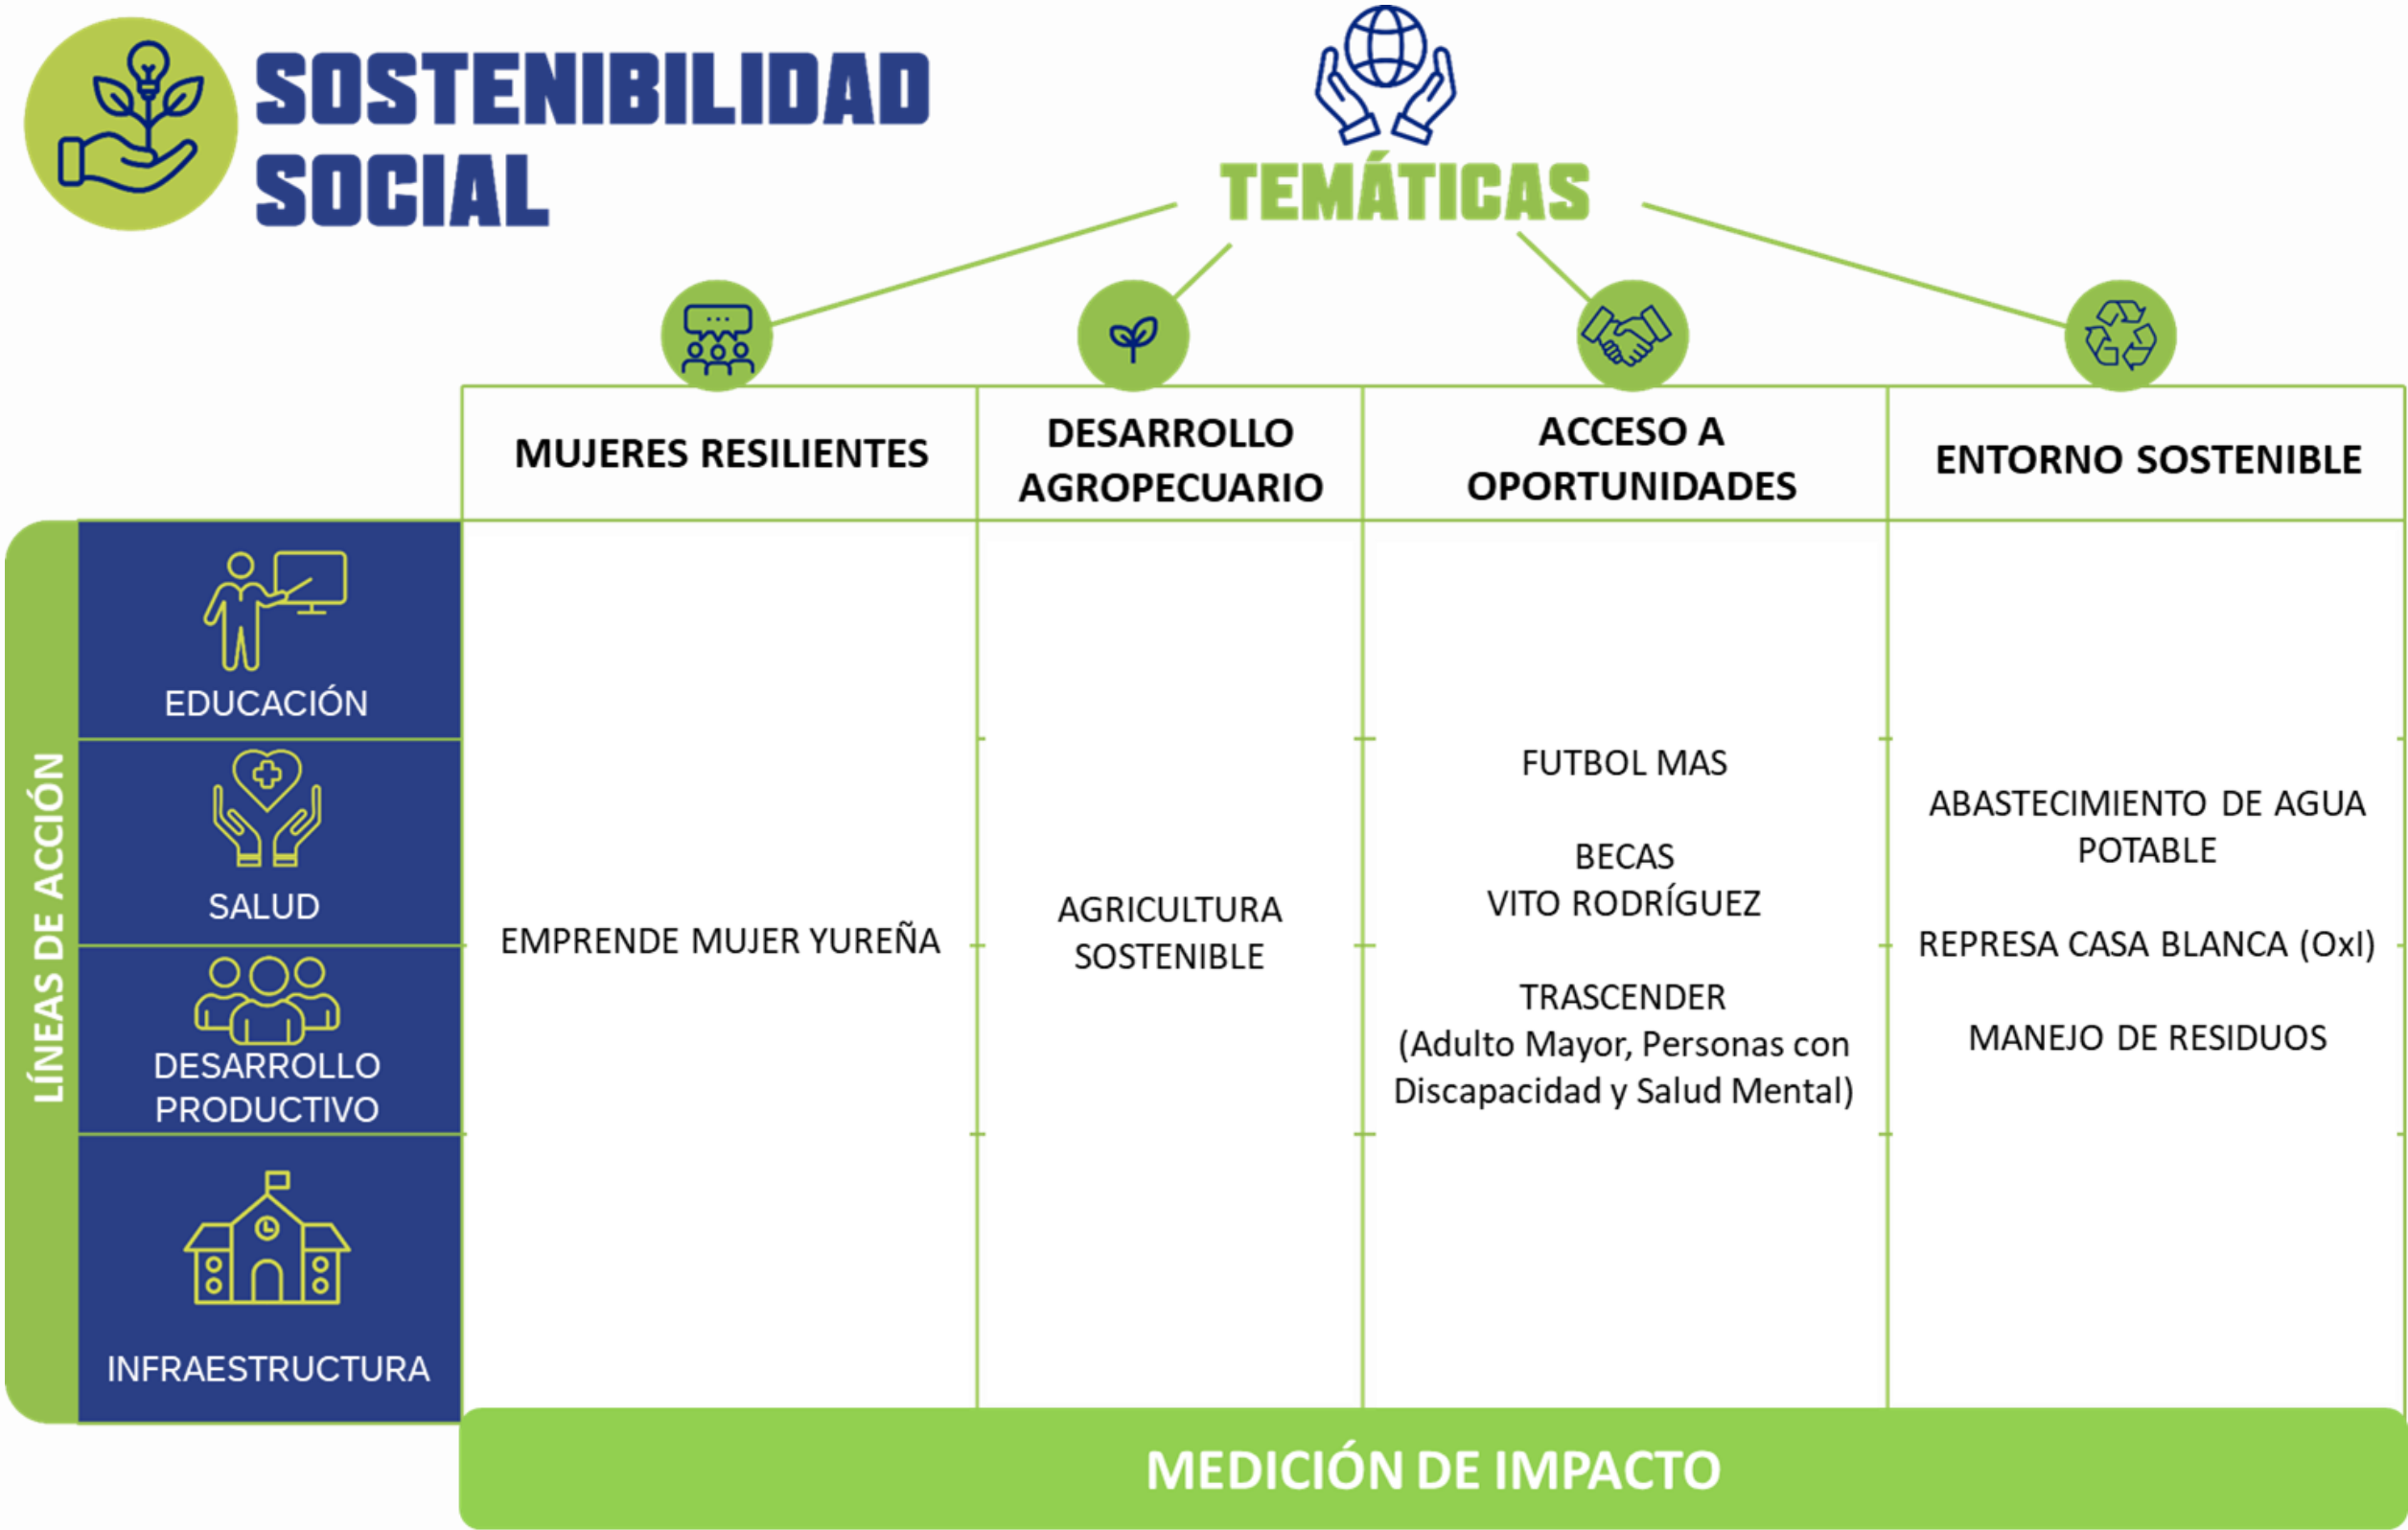 SOSTENIBILIDAD
SOCIAL
TEMÁTICAS
MUJERES RESILIENTES
DESARROLLO
AGROPECUARIO
ACCESO A
OPORTUNIDADES
ENTORNO SOSTENIBLE
LÍNEAS DE ACCIÓN
EDUCACIÓN
SALUD
DESARROLLO
PRODUCTIVO
INFRAESTRUCTURA
EMPRENDE MUJER YUREÑA
AGRICULTURA
SOSTENIBLE
FUTBOL MAS
BECAS
VITO RODRÍGUEZ
TRASCENDER
(Adulto Mayor, Personas con
Discapacidad y Salud Mental)
ABASTECIMIENTO DE AGUA
POTABLE
REPRESA CASA BLANCA (OxI)
MANEJO DE RESIDUOS
MEDICIÓN DE IMPACTO